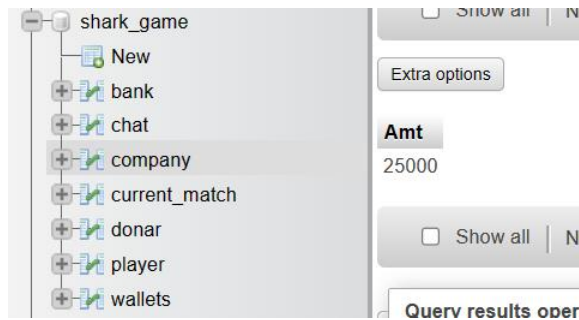 shark_game
New
bank
chat
company
current_match
donar
player
wallets
Show all
N
Extra options
Amt
25000
Show all
N
Query results oper